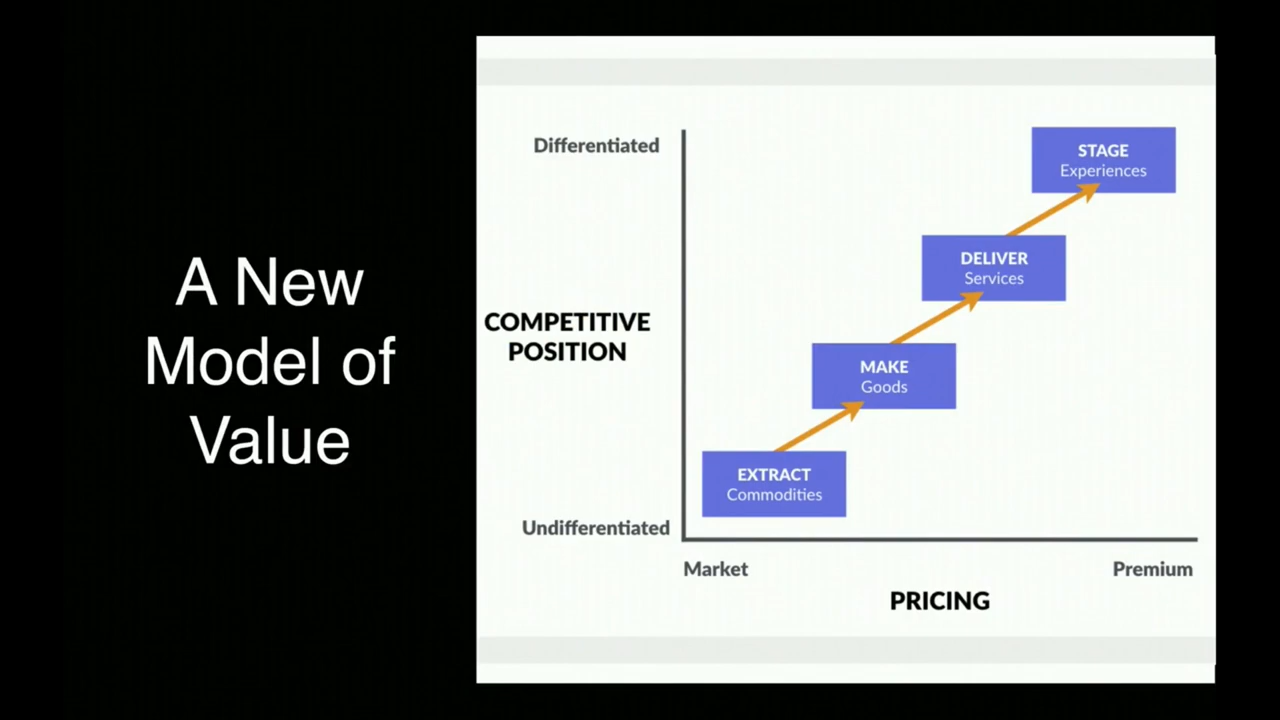 A New
Model of
Value
Differentiated
COMPETITIVE
POSITION
Undifferentiated
STAGE
Experiences
DELIVER
Services
MAKE
Goods
EXTRACT
Commodities
Market
Premium
PRICING